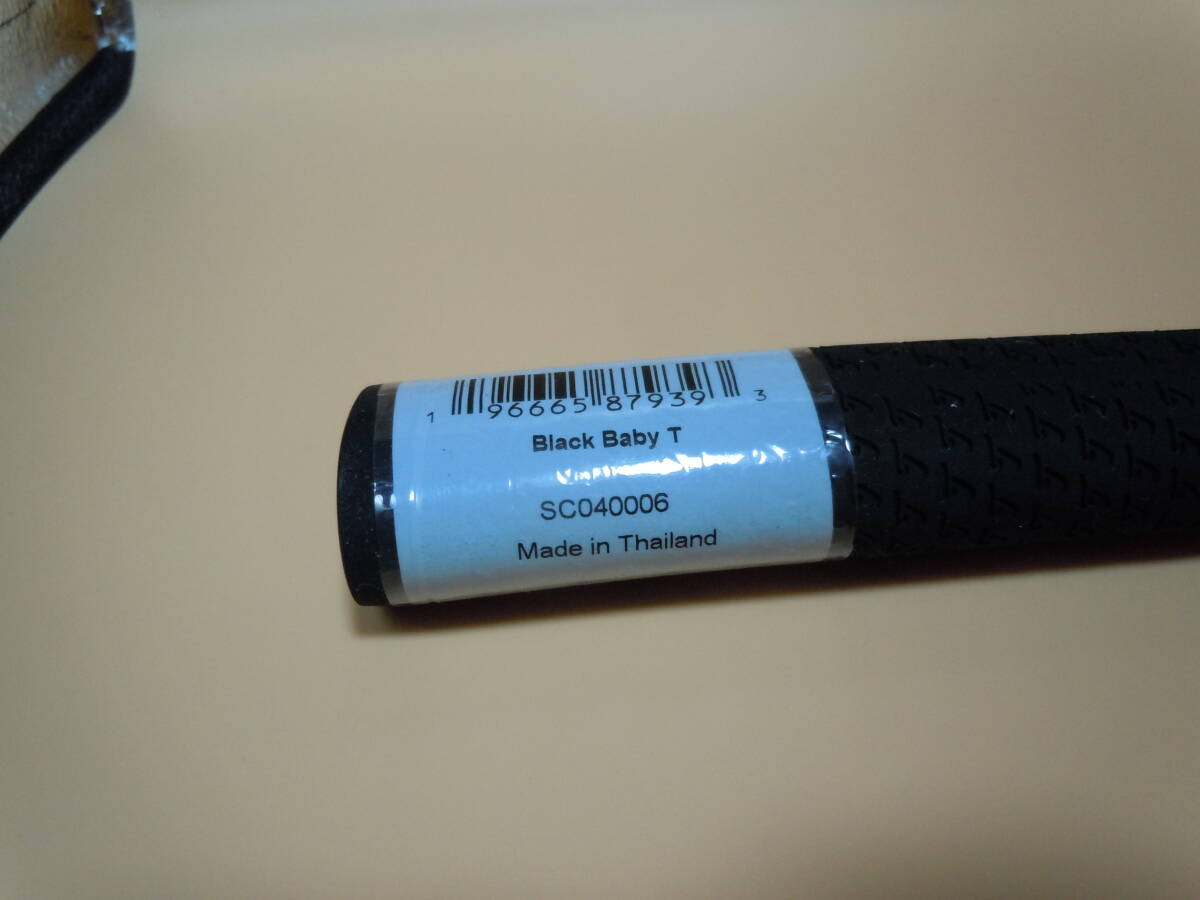 1 96665 87939 3
Black Baby T
SC040006
Made in Thailand